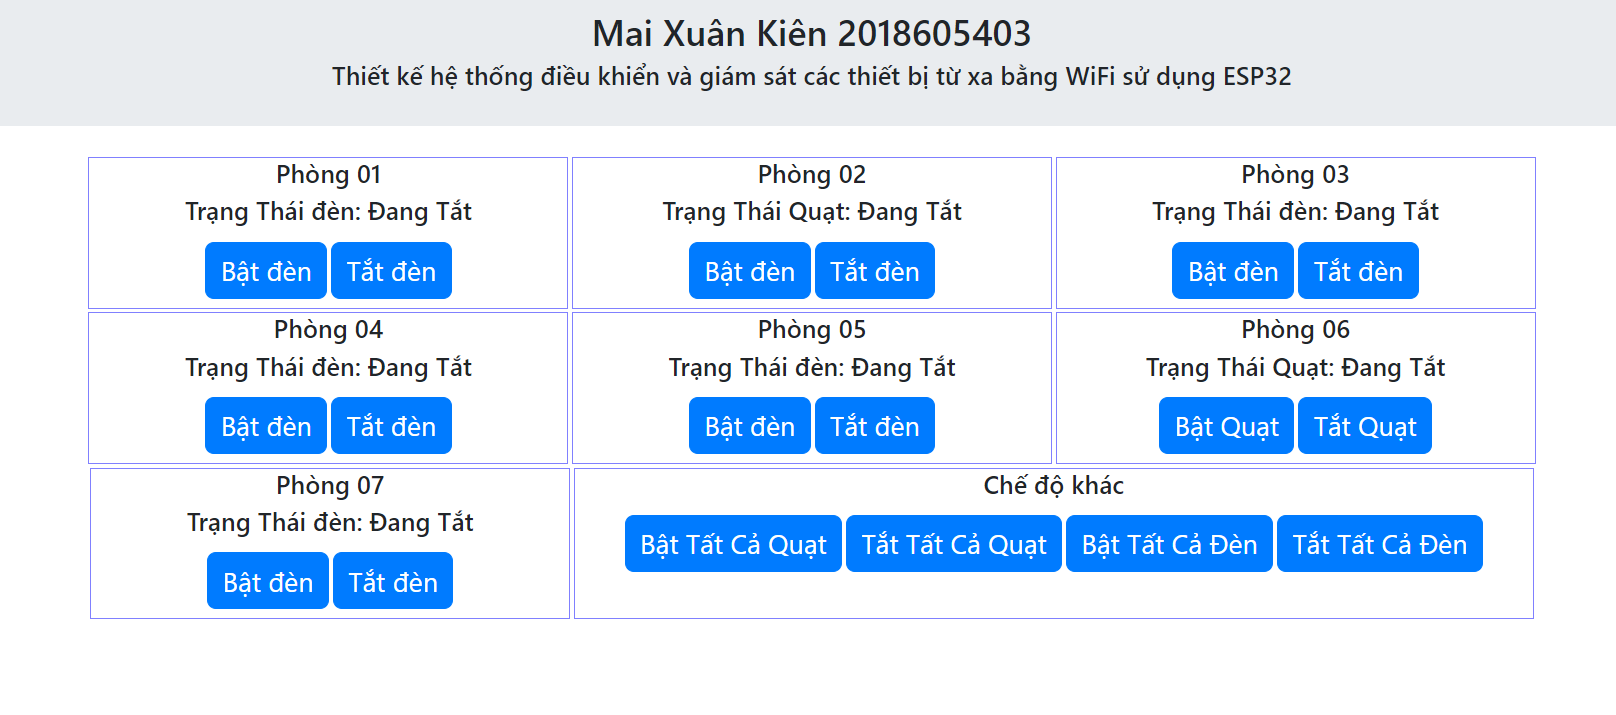 Mai Xuân Kiên 2018605403
Thiết kế hệ thống điều khiển và giám sát các thiết bị từ xa bằng WiFi sử dụng ESP32
Phòng 01
Trạng Thái đèn: Đang Tắt
Bật đèn Tắt đèn
Phòng 02
Trạng Thái Quạt: Đang Tắt
Bật đèn Tắt đèn
Phòng 03
Trạng Thái đèn: Đang Tắt
Bật đèn Tắt đèn
Phòng 04
Trạng Thái đèn: Đang Tắt
Bật đèn Tắt đèn
Phòng 05
Trạng Thái đèn: Đang Tắt
Bật đèn Tắt đèn
Phòng 06
Trạng Thái Quạt: Đang Tắt
Bật Quạt Tắt Quạt
Phòng 07
Trạng Thái đèn: Đang Tắt
Bật đèn Tắt đèn
Chế độ khác
Bật Tất Cả Quạt Tắt Tất Cả Quạt Bật Tất Cả Đèn Tắt Tất Cả Đèn